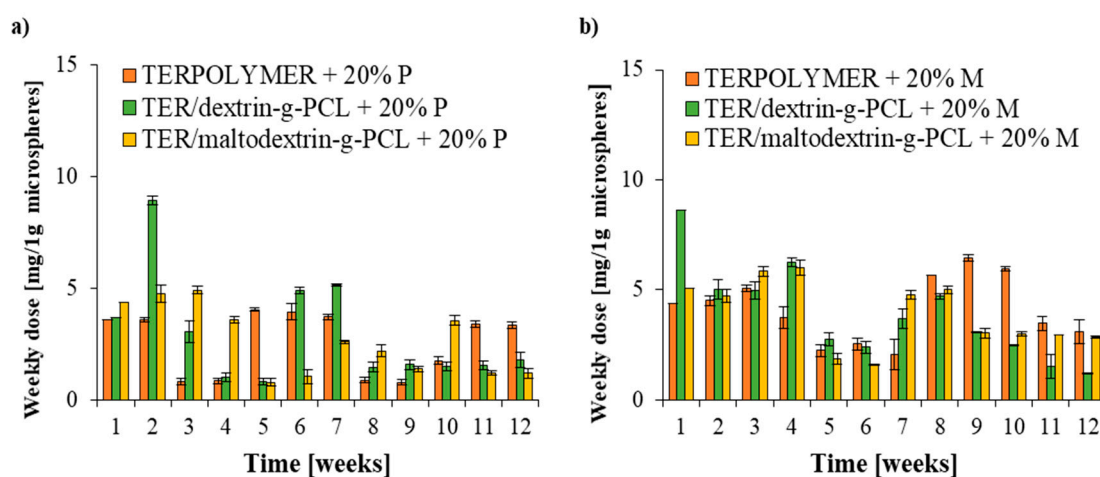 a)
Weekly dose [mg/1g microspheres]
15
10
5
0
TERPOLYMER + 20% P
TER/dextrin-g-PCL + 20% P
TER/maltodextrin-g-PCL + 20% P
1 2 3 4 5 6 7 8 9 10 11 12
Time [weeks]
b)
Weekly dose [mg/1g microspheres]
15
10
5
0
TERPOLYMER + 20% M
TER/dextrin-g-PCL + 20% M
TER/maltodextrin-g-PCL + 20% M
1 2 3 4 5 6 7 8 9 10 11 12
Time [weeks]